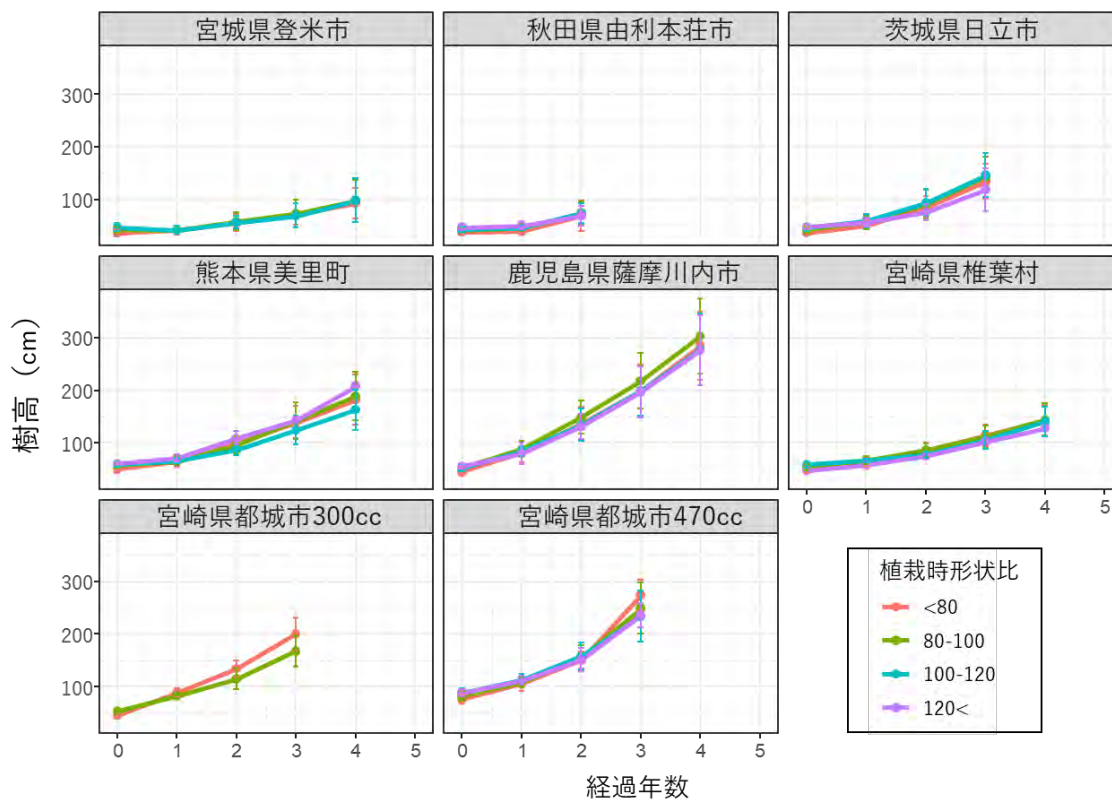 宮城県登米市
秋田県由利本荘市
茨城県日立市
300
200
100
熊本県美里町
鹿児島県薩摩川内市
宮崎県椎葉村
300
200
100
0 1 2 3 4 5
宮崎県都城市300cc
宮崎県都城市470cc
300
200
100
0 1 2 3 4 5
0 1 2 3 4 5
樹高（cm）
経過年数
植栽時形状比
<80
80-100
100-120
120<